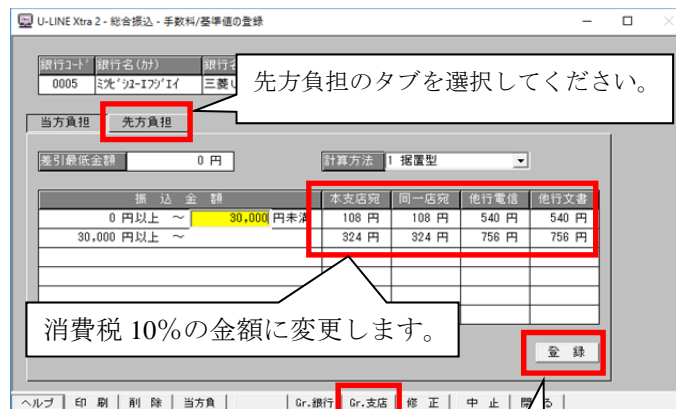 U-LINE Xtra 2 - 総合振込 - 手数料/基準値の登録
銀行コード 銀行名(カナ)
0005 ミツビシUFJ-エフジエイ 三菱
先方負担のタブを選択してください。
当方負担 先方負担
差引最低金額 0 円 計算方法 1 据置型
振 込 金 額 本支店宛 同一店宛 他行電信 他行文書
0 円以上 ~ 30,000 円未満 108 円 108 円 540 円 540 円
30,000 円以上 ~ 324 円 324 円 756 円 756 円
消費税 10%の金額に変更します。
登 録
ヘルプ 印 刷 削 除 当方負 Gr.銀行 Gr.支店 修 正 中 止